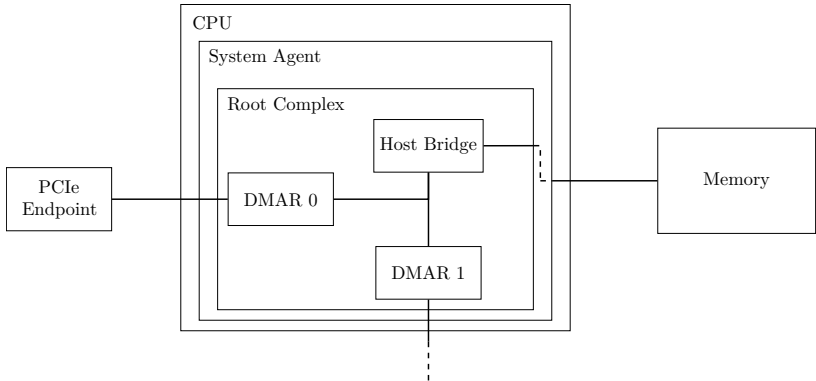 CPU
System Agent
Root Complex
Host Bridge
PCIe
Endpoint
DMAR 0
Memory
DMAR 1